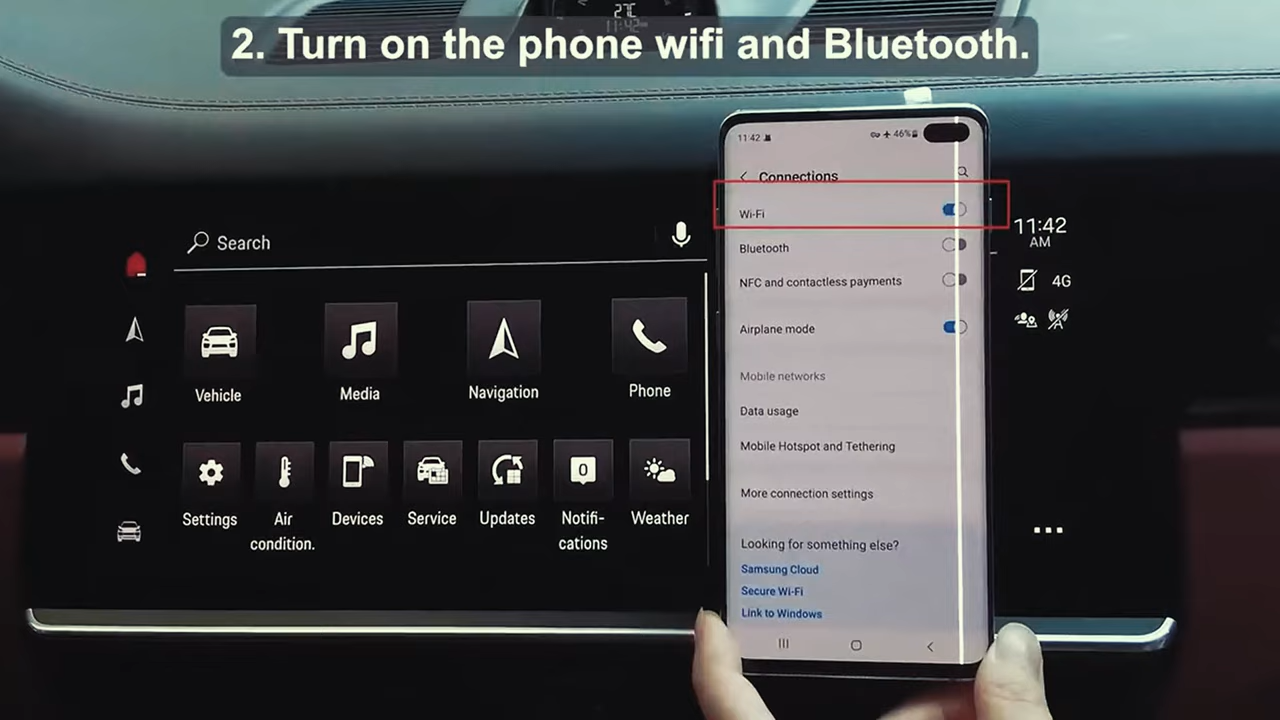 2. Turn on the phone wifi and Bluetooth.
27°C
11:42
11:42
46%
Connections
Wi-Fi
Bluetooth
NFC and contactless payments
Airplane mode
Mobile networks
Data usage
Mobile Hotspot and Tethering
More connection settings
Looking for something else?
Samsung Cloud
Secure Wi-Fi
Link to Windows
Search
Vehicle
Media
Navigation
Phone
Settings
Air
condition.
Devices
Service
Updates
0
Notifi-
cations
Weather
11:42
AM
4G